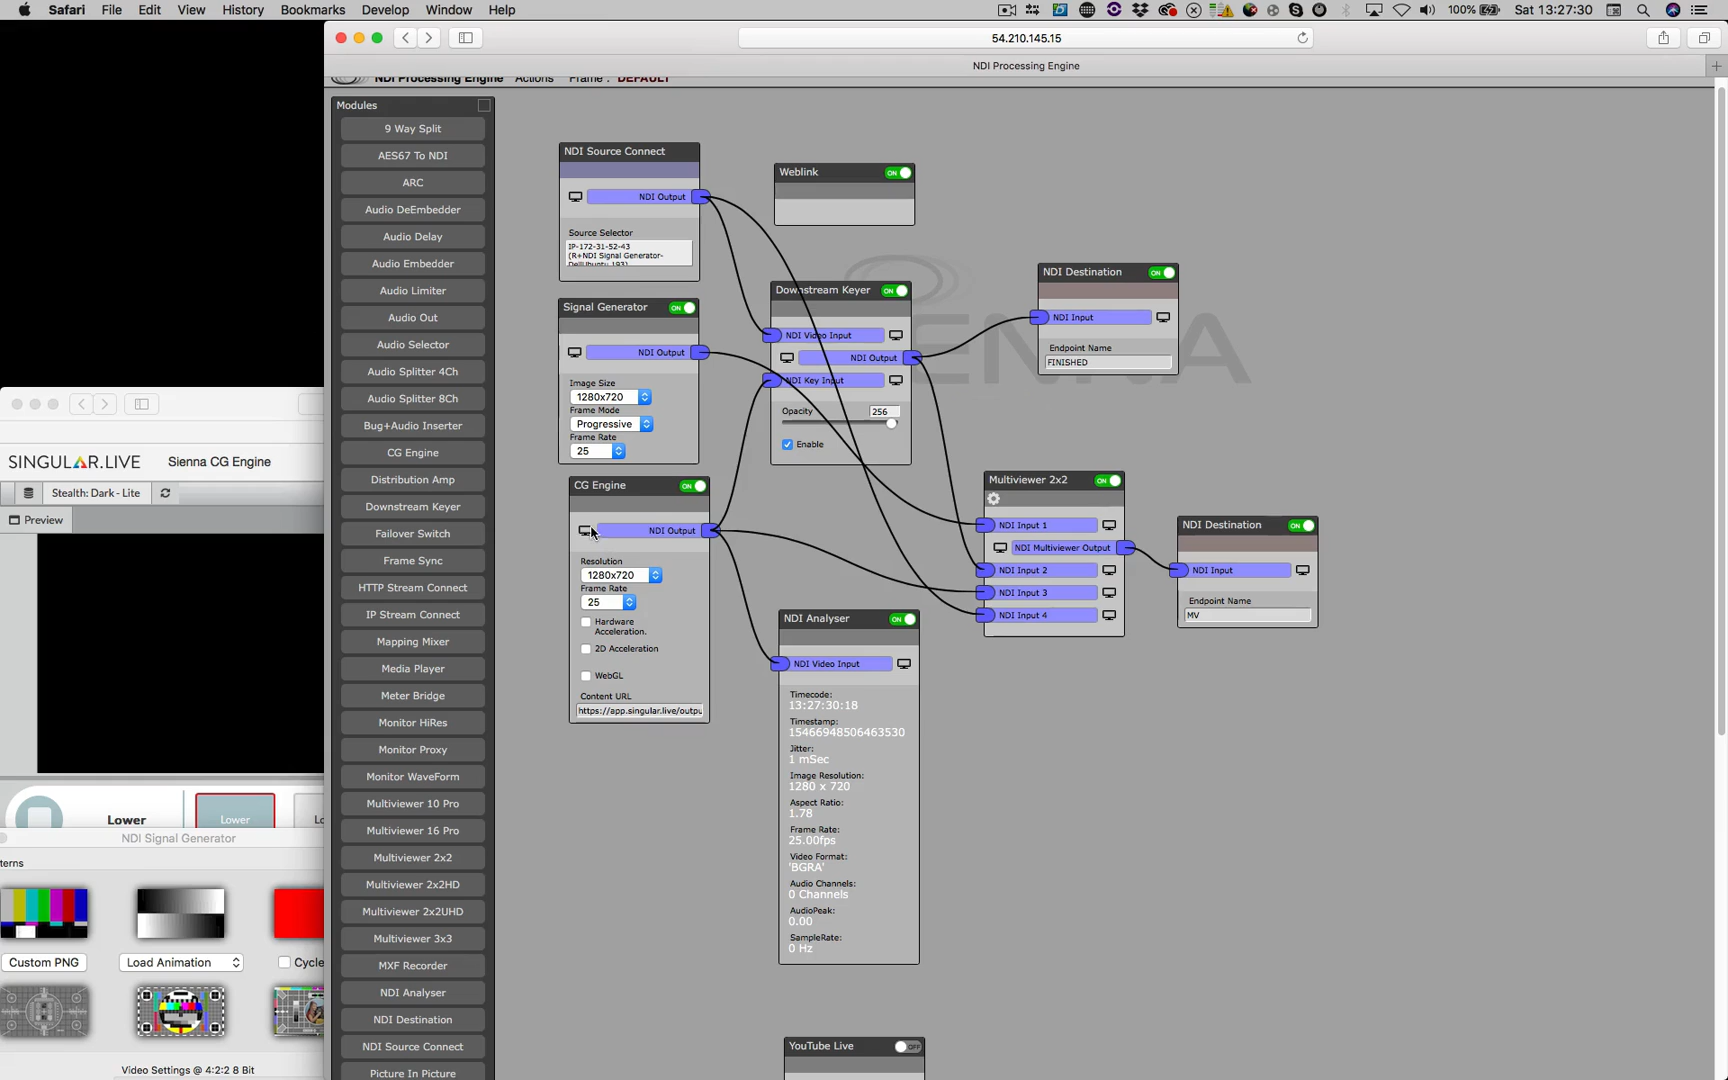 Safari File Edit View History Bookmarks Develop Window Help
100% Sat 13:27:30
54.210.145.15
NDI Processing Engine
NDI Processing Engine Actions Frame : DEFAULT
Modules
9 Way Split
AES67 To NDI
ARC
Audio DeEmbedder
Audio Delay
Audio Embedder
Audio Limiter
Audio Out
Audio Selector
Audio Splitter 4Ch
Audio Splitter 8Ch
Bug+Audio Inserter
CG Engine
Distribution Amp
Downstream Keyer
Failover Switch
Frame Sync
HTTP Stream Connect
IP Stream Connect
Mapping Mixer
Media Player
Meter Bridge
Monitor HiRes
Monitor Proxy
Monitor WaveForm
Multiviewer 10 Pro
Multiviewer 16 Pro
Multiviewer 2x2
Multiviewer 2x2HD
Multiviewer 2x2UHD
Multiviewer 3x3
MXF Recorder
NDI Analyser
NDI Destination
NDI Source Connect
Picture In Picture
NDI Source Connect
NDI Output
Source Selector
IP-172-31-52-43
(R+NDI Signal Generator-
DellUbuntu 193)
Signal Generator ON
NDI Output
Image Size
1280x720
Frame Mode
Progressive
Frame Rate
25
CG Engine ON
NDI Output
Resolution
1280x720
Frame Rate
25
Hardware
Acceleration.
2D Acceleration
WebGL
Content URL
https://app.singular.live/outpu
Weblink ON
Downstream Keyer ON
NDI Video Input
NDI Output
NDI Key Input
Opacity 256
Enable
NDI Analyser ON
NDI Video Input
Timecode:
13:27:30:18
Timestamp:
15466948506463530
Jitter:
1 mSec
Image Resolution:
1280 x 720
Aspect Ratio:
1.78
Frame Rate:
25.00fps
Video Format:
'BGRA'
Audio Channels:
0 Channels
AudioPeak:
0.00
SampleRate:
0 Hz
YouTube Live OFF
NDI Destination ON
NDI Input
Endpoint Name
FINISHED
ENNA
Multiviewer 2x2 ON
NDI Input 1
NDI Multiviewer Output
NDI Input 2
NDI Input 3
NDI Input 4
NDI Destination ON
NDI Input
Endpoint Name
MV
SINGULAR.LIVE Sienna CG Engine
Stealth: Dark - Lite
Preview
Lower Lower Lo
NDI Signal Generator
terns
Custom PNG Load Animation Cycle
Video Settings @ 4:2:2 8 Bit